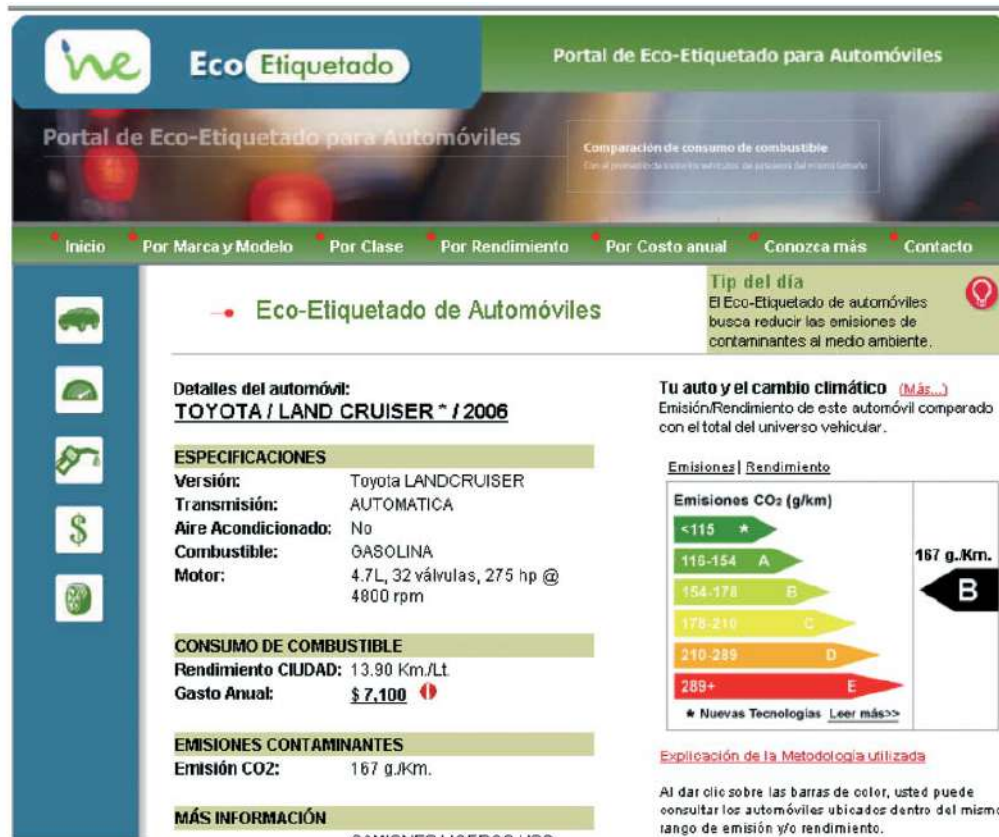 ine
Eco Etiquetado
Portal de Eco-Etiquetado para Automóviles
Portal de Eco-Etiquetado para Automóviles
Comparación de consumo de combustible
Inicio Por Marca y Modelo Por Clase Por Rendimiento Por Costo anual Conozca más Contacto
Eco-Etiquetado de Automóviles
Tip del día
El Eco-Etiquetado de automóviles
busca reducir las emisiones de
contaminantes al medio ambiente.
Detalles del automóvil:
TOYOTA / LAND CRUISER * / 2006
ESPECIFICACIONES
Versión: Toyota LANDCRUISER
Transmisión: AUTOMATICA
Aire Acondicionado: No
Combustible: GASOLINA
Motor: 4.7L, 32 válvulas, 275 hp @
4800 rpm
CONSUMO DE COMBUSTIBLE
Rendimiento CIUDAD: 13.90 Km./Lt.
Gasto Anual: $ 7,100
EMISIONES CONTAMINANTES
Emisión CO2: 167 g./Km.
MÁS INFORMACIÓN
Tu auto y el cambio climático (Más...)
Emisión/Rendimiento de este automóvil comparado
con el total del universo vehicular.
Emisiones | Rendimiento
Emisiones CO2 (g/km)
<115 ★
116-154 A
154-178 B
178-210 C
210-289 D
289+ E
167 g./Km.
B
★ Nuevas Tecnologias Leer más>>
Explicación de la Metodología utilizada
Al dar clic sobre las barras de color, usted puede
consultar los automóviles ubicados dentro del mismo
rango de emisión y/o rendimiento.